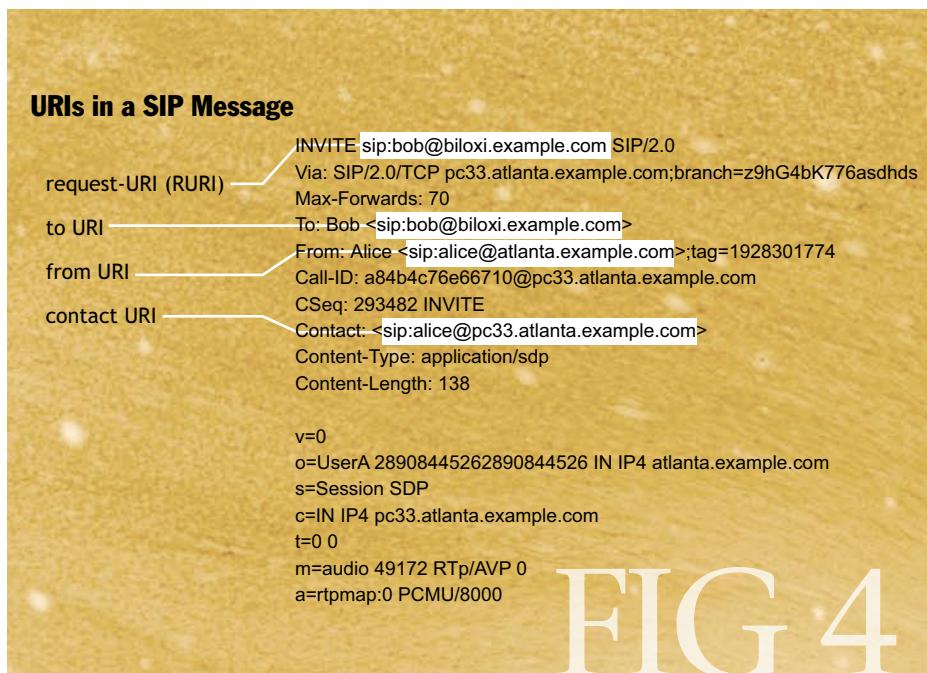 URIs in a SIP Message
request-URI (RURI)
to URI
from URI
contact URI
INVITE sip:bob@biloxi.example.com SIP/2.0
Via: SIP/2.0/TCP pc33.atlanta.example.com;branch=z9hG4bK776asdhds
Max-Forwards: 70
To: Bob <sip:bob@biloxi.example.com>
From: Alice <sip:alice@atlanta.example.com>;tag=1928301774
Call-ID: a84b4c76e66710@pc33.atlanta.example.com
CSeq: 293482 INVITE
Contact: <sip:alice@pc33.atlanta.example.com>
Content-Type: application/sdp
Content-Length: 138
v=0
o=UserA 28908445262890844526 IN IP4 atlanta.example.com
s=Session SDP
c=IN IP4 pc33.atlanta.example.com
t=0 0
m=audio 49172 RTp/AVP 0
a=rtpmap:0 PCMU/8000
FIG 4